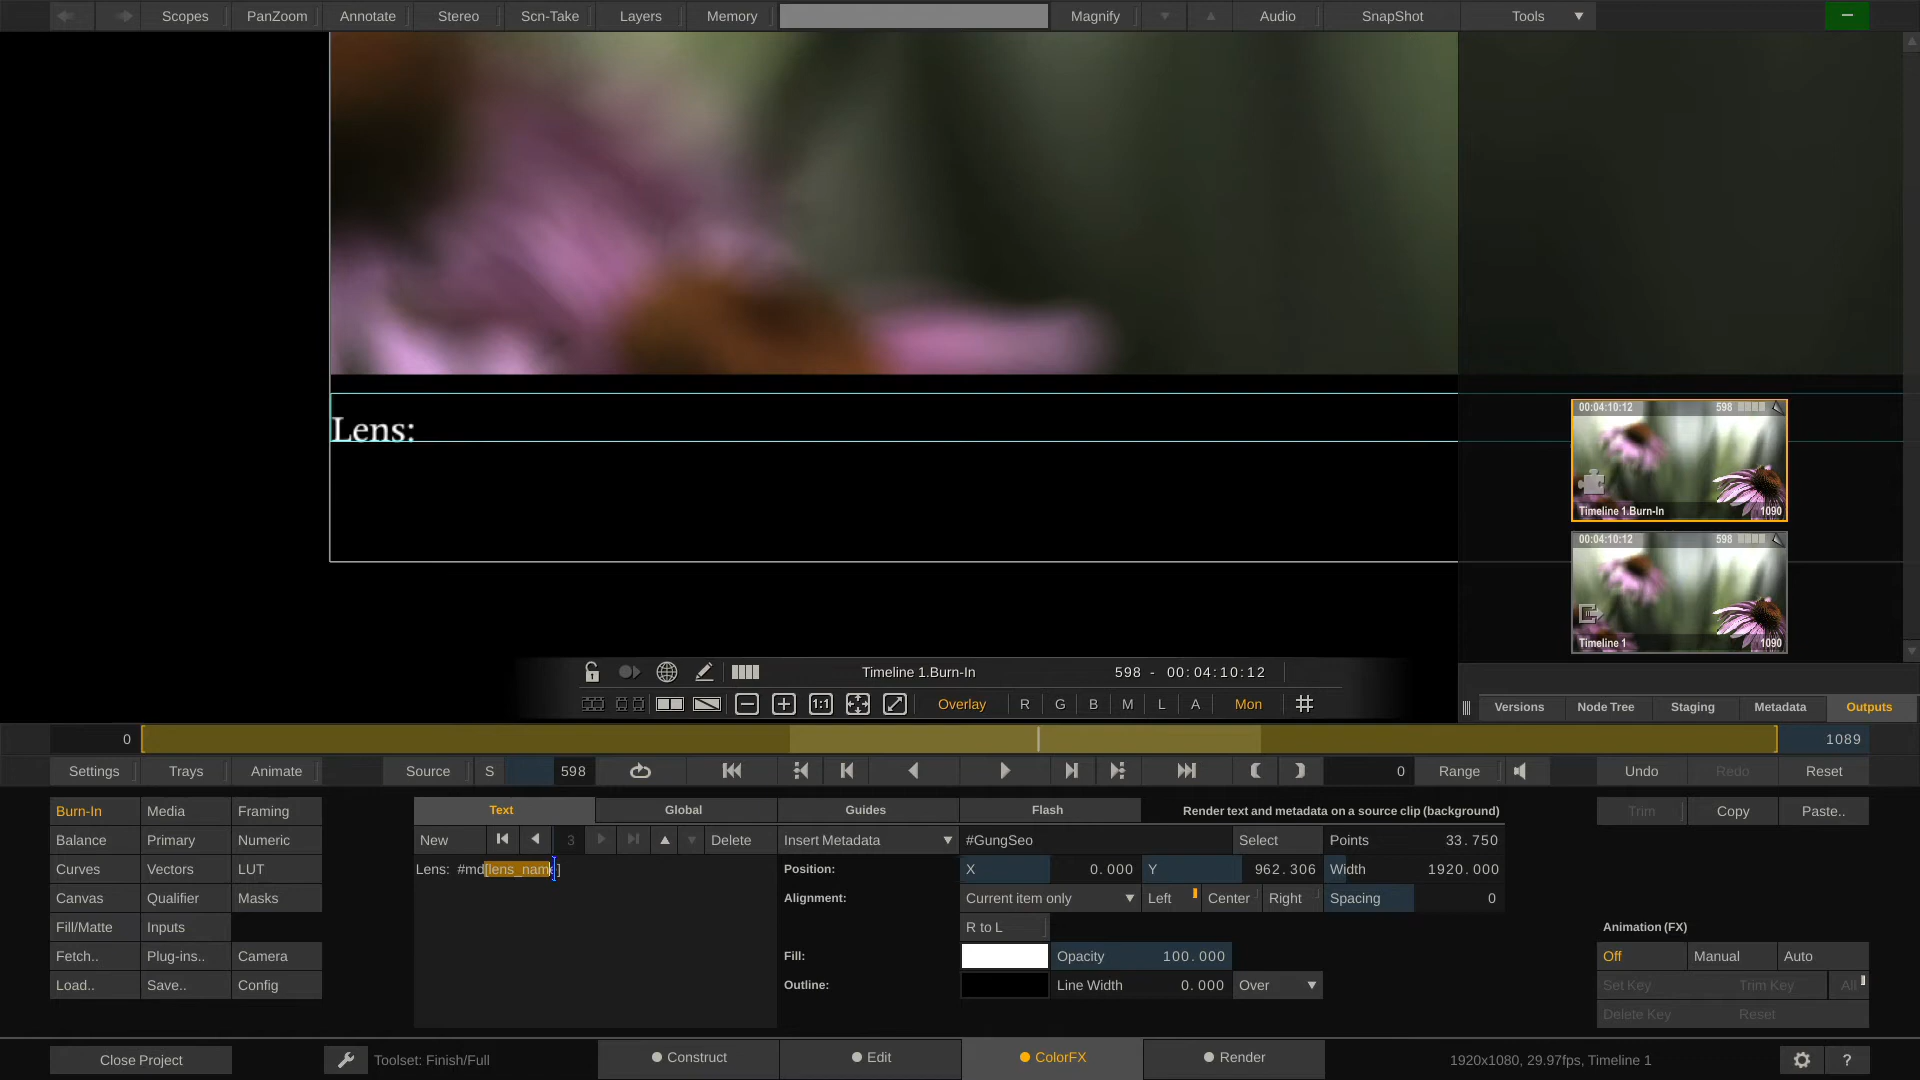 Scopes PanZoom Annotate Stereo Scn-Take Layers Memory Magnify Audio SnapShot Tools
Lens:
00:04:10:12 598
Timeline 1.Burn-In 1090
00:04:10:12 598
Timeline 1 1090
Timeline 1.Burn-In 598 - 00:04:10:12
1:1 Overlay R G B M L A Mon
Versions Node Tree Staging Metadata Outputs
0 1089
Settings Trays Animate Source S 598 0 Range Undo Redo Reset
Burn-In Media Framing Text Global Guides Flash Render text and metadata on a source clip (background) Trim Copy Paste..
Balance Primary Numeric New 3 Delete Insert Metadata #GungSeo Select Points 33.750
Curves Vectors LUT Lens: #md[lens_name] Position: X 0.000 Y 962.306 Width 1920.000
Canvas Qualifier Masks Alignment: Current item only Left Center Right Spacing 0
Fill/Matte Inputs R to L Animation (FX)
Fetch.. Plug-ins.. Camera Fill: Opacity 100.000 Off Manual Auto
Load.. Save.. Config Outline: Line Width 0.000 Over Set Key Trim Key All
Delete Key Reset
Close Project Toolset: Finish/Full Construct Edit ColorFX Render 1920x1080, 29.97fps, Timeline 1 ?